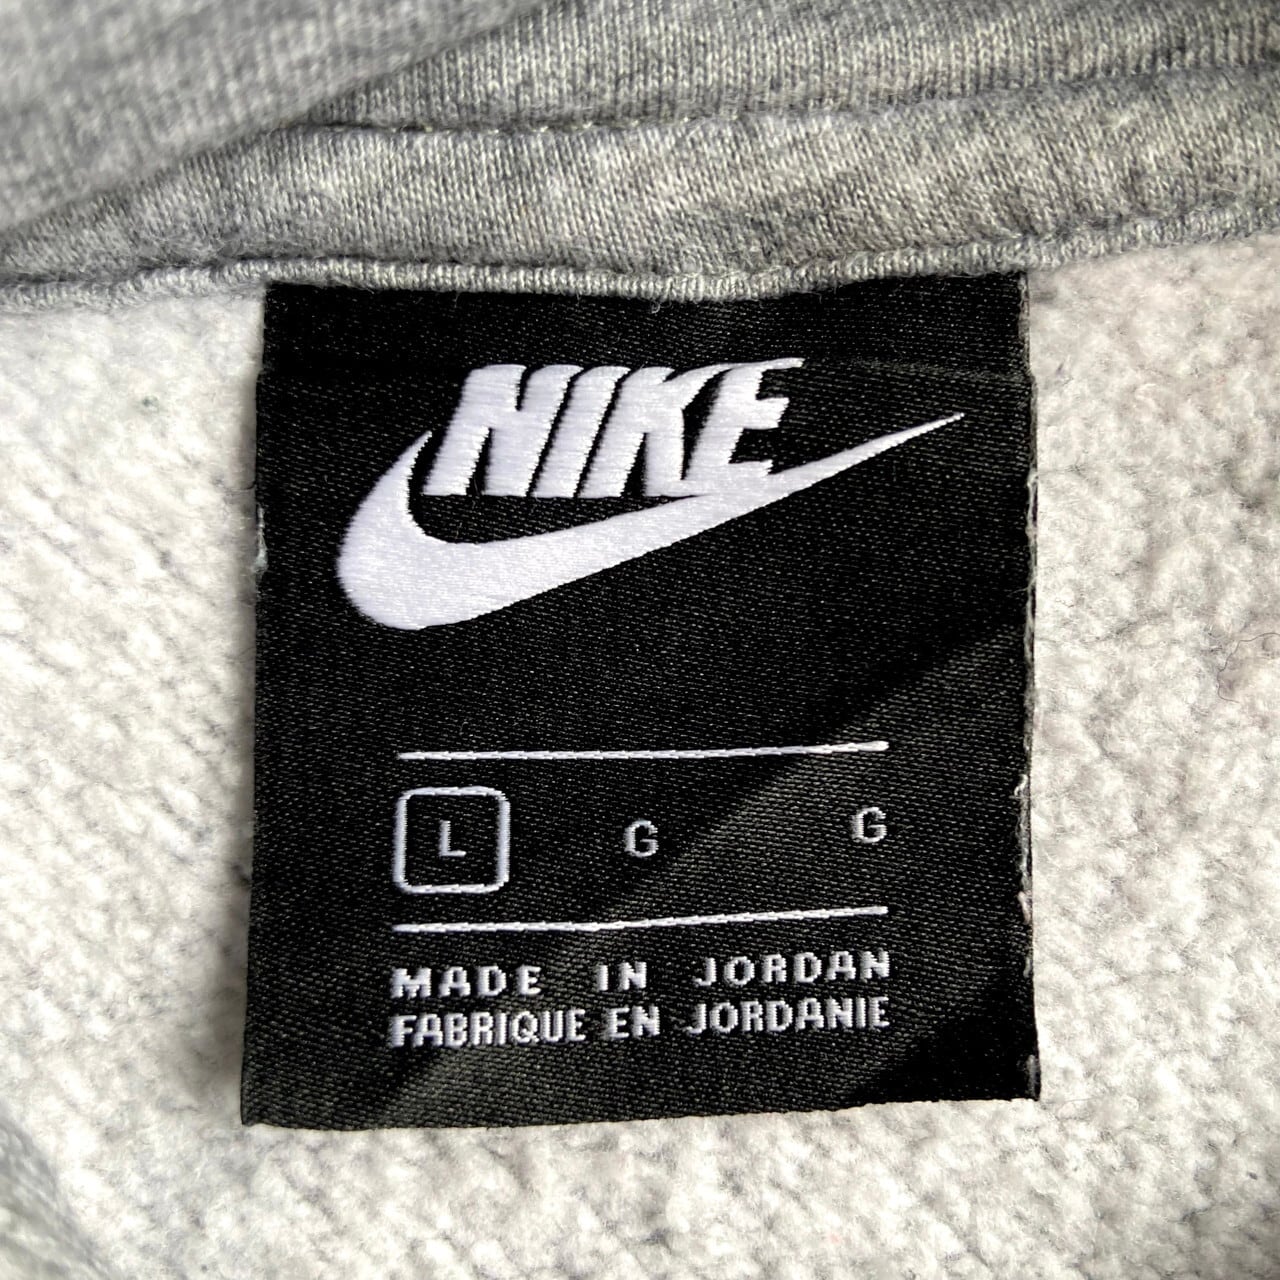 NIKE
L G G
MADE IN JORDAN
FABRIQUE EN JORDANIE